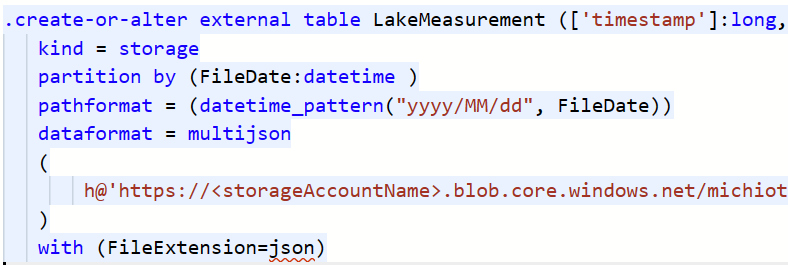 .create-or-alter external table LakeMeasurement (['timestamp']:long,
kind = storage
partition by (FileDate:datetime )
pathformat = (datetime_pattern("yyyy/MM/dd", FileDate))
dataformat = multijson
(
h@'https://<storageAccountName>.blob.core.windows.net/michiot
)
with (FileExtension=json)